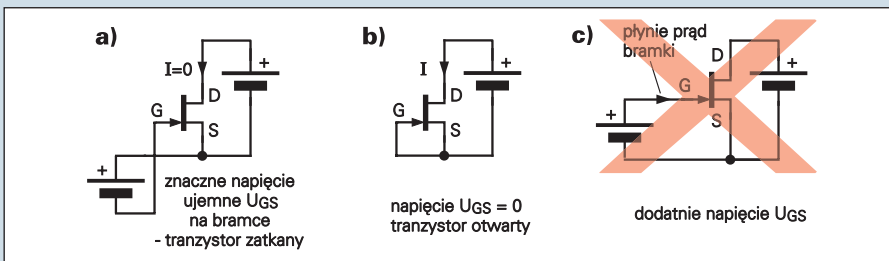 a)
I=0
+
D
G
S
+
znaczne napięcie
ujemne UGS
na bramce
- tranzystor zatkany
b)
I
+
D
G
S
napięcie UGS = 0
tranzystor otwarty
c)
płynie prąd
bramki
D
+
G
+
S
dodatnie napięcie UGS